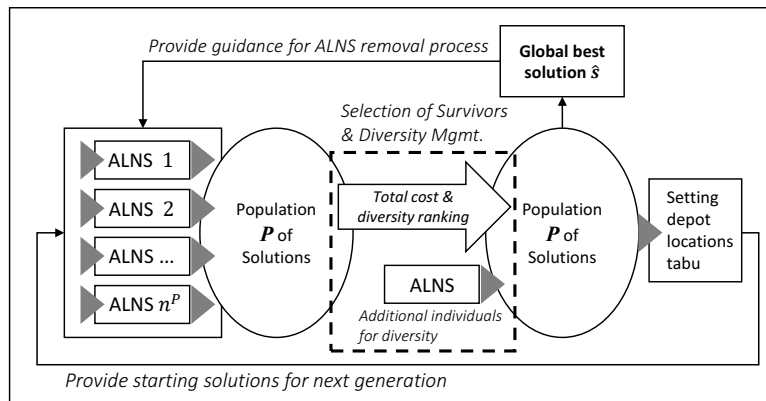 Provide guidance for ALNS removal process
Global best
solution ŝ
Selection of Survivors
& Diversity Mgmt.
ALNS 1
ALNS 2
ALNS ...
ALNS nᴾ
Population
P of
Solutions
Total cost &
diversity ranking
ALNS
Additional individuals
for diversity
Population
P of
Solutions
Setting
depot
locations
tabu
Provide starting solutions for next generation